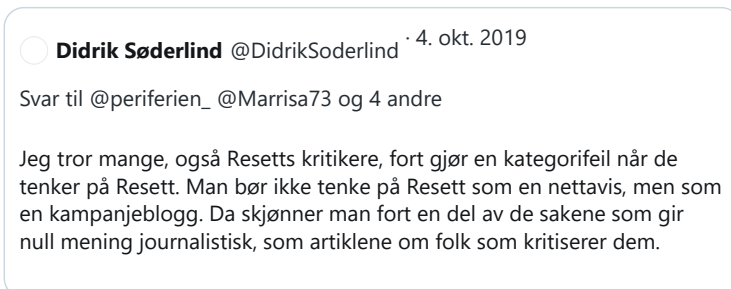 Didrik Søderlind @DidrikSoderlind · 4. okt. 2019
Svar til @periferien_ @Marrisa73 og 4 andre
Jeg tror mange, også Resetts kritikere, fort gjør en kategorifeil når de
tenker på Resett. Man bør ikke tenke på Resett som en nettavis, men som
en kampanjeblogg. Da skjønner man fort en del av de sakene som gir
null mening journalistisk, som artiklene om folk som kritiserer dem.